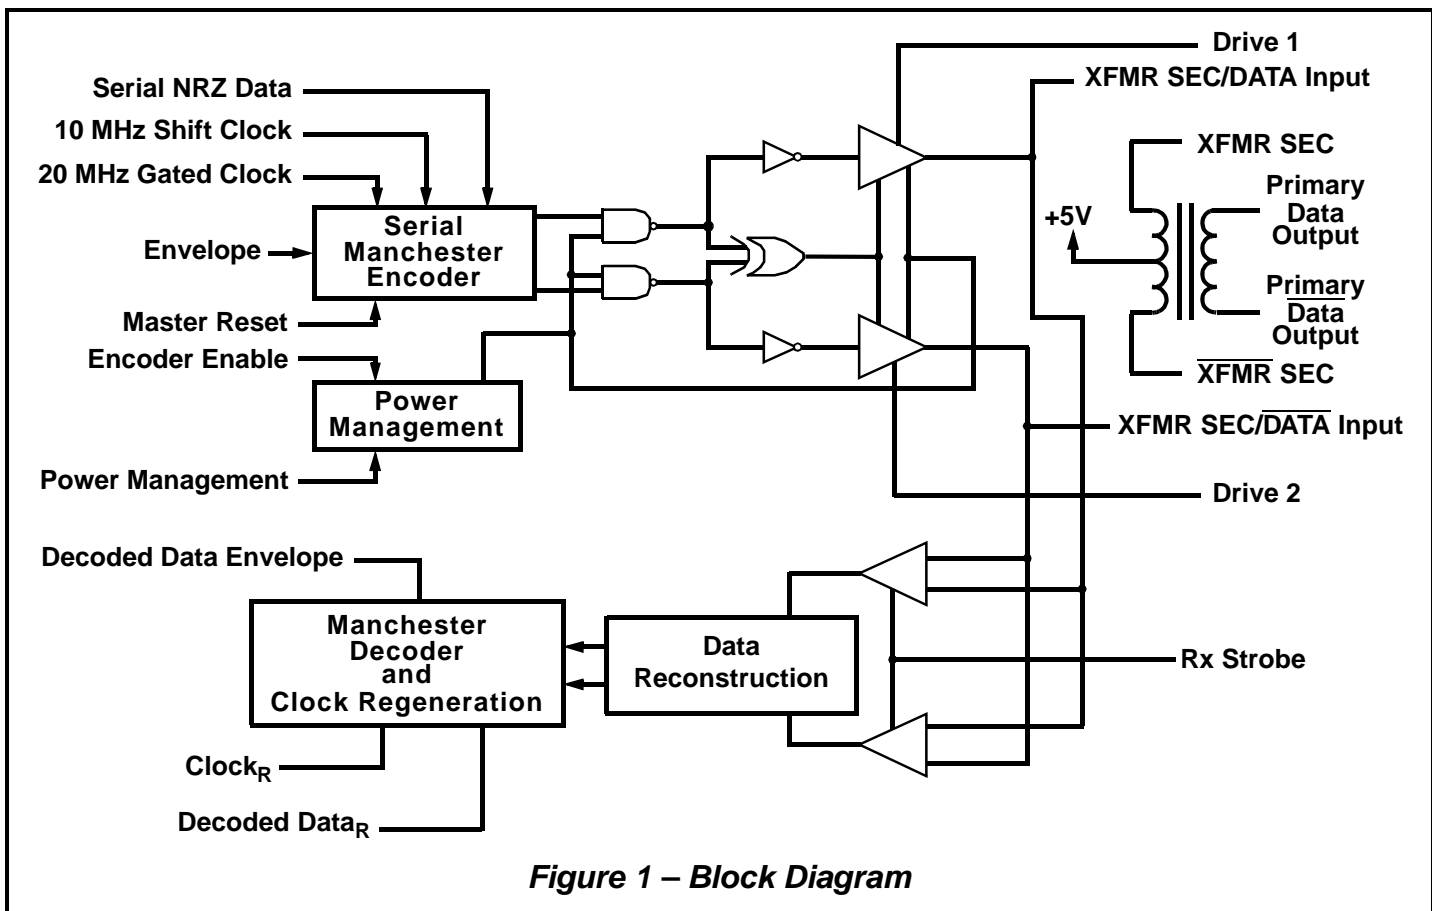 Drive 1
XFMR SEC/DATA Input
Serial NRZ Data
10 MHz Shift Clock
20 MHz Gated Clock
Envelope
Master Reset
Serial
Manchester
Encoder
XFMR SEC
+5V
Primary
Data
Output
Primary
D̅a̅t̅a̅
Output
X̅F̅M̅R̅ SEC
Encoder Enable
Power
Management
Power Management
XFMR SEC/D̅A̅T̅A̅ Input
Drive 2
Decoded Data Envelope
Manchester
Decoder
and
Clock Regeneration
Data
Reconstruction
Rx Strobe
ClockR
Decoded DataR
Figure 1 – Block Diagram